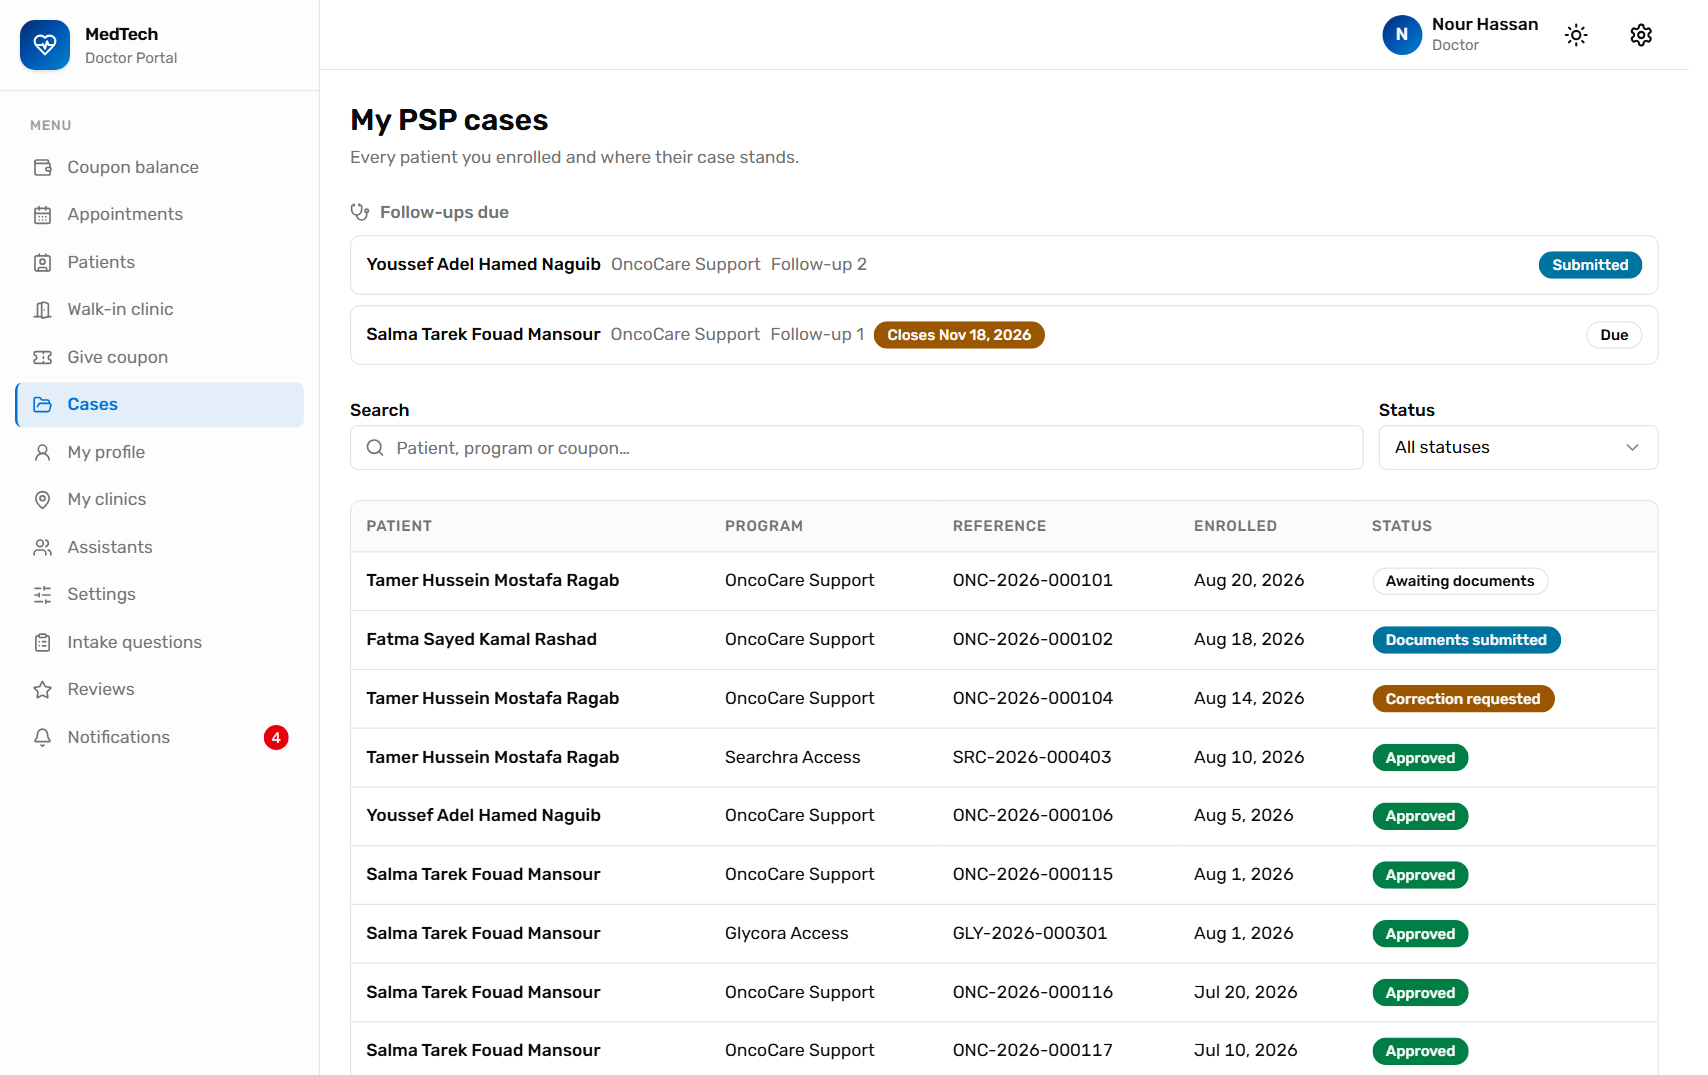 MedTech
Doctor Portal
MENU
Coupon balance
Appointments
Patients
Walk-in clinic
Give coupon
Cases
My profile
My clinics
Assistants
Settings
Intake questions
Reviews
Notifications 4
N Nour Hassan
Doctor
My PSP cases
Every patient you enrolled and where their case stands.
Follow-ups due
Youssef Adel Hamed Naguib OncoCare Support Follow-up 2 Submitted
Salma Tarek Fouad Mansour OncoCare Support Follow-up 1 Closes Nov 18, 2026 Due
Search Status
Patient, program or coupon... All statuses
PATIENT PROGRAM REFERENCE ENROLLED STATUS
Tamer Hussein Mostafa Ragab OncoCare Support ONC-2026-000101 Aug 20, 2026 Awaiting documents
Fatma Sayed Kamal Rashad OncoCare Support ONC-2026-000102 Aug 18, 2026 Documents submitted
Tamer Hussein Mostafa Ragab OncoCare Support ONC-2026-000104 Aug 14, 2026 Correction requested
Tamer Hussein Mostafa Ragab Searchra Access SRC-2026-000403 Aug 10, 2026 Approved
Youssef Adel Hamed Naguib OncoCare Support ONC-2026-000106 Aug 5, 2026 Approved
Salma Tarek Fouad Mansour OncoCare Support ONC-2026-000115 Aug 1, 2026 Approved
Salma Tarek Fouad Mansour Glycora Access GLY-2026-000301 Aug 1, 2026 Approved
Salma Tarek Fouad Mansour OncoCare Support ONC-2026-000116 Jul 20, 2026 Approved
Salma Tarek Fouad Mansour OncoCare Support ONC-2026-000117 Jul 10, 2026 Approved